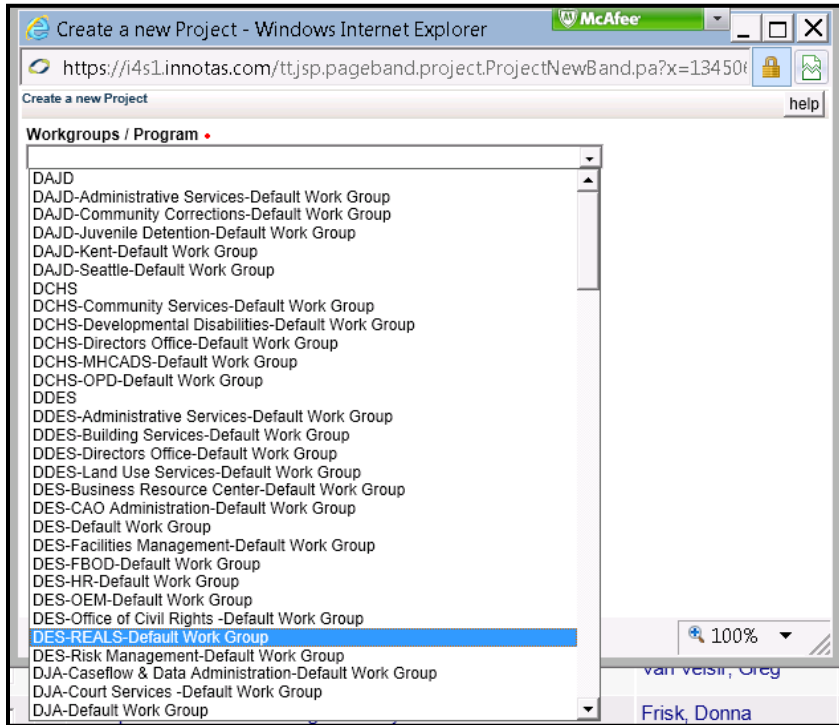 Create a new Project - Windows Internet Explorer
McAfee
https://i4s1.innotas.com/tt.jsp.pageband.project.ProjectNewBand.pa?x=134506
Create a new Project
help
Workgroups / Program •
DAJD
DAJD-Administrative Services-Default Work Group
DAJD-Community Corrections-Default Work Group
DAJD-Juvenile Detention-Default Work Group
DAJD-Kent-Default Work Group
DAJD-Seattle-Default Work Group
DCHS
DCHS-Community Services-Default Work Group
DCHS-Developmental Disabilities-Default Work Group
DCHS-Directors Office-Default Work Group
DCHS-MHCADS-Default Work Group
DCHS-OPD-Default Work Group
DDES
DDES-Administrative Services-Default Work Group
DDES-Building Services-Default Work Group
DDES-Directors Office-Default Work Group
DDES-Land Use Services-Default Work Group
DES-Business Resource Center-Default Work Group
DES-CAO Administration-Default Work Group
DES-Default Work Group
DES-Facilities Management-Default Work Group
DES-FBOD-Default Work Group
DES-HR-Default Work Group
DES-OEM-Default Work Group
DES-Office of Civil Rights -Default Work Group
DES-REALS-Default Work Group
100%
DES-Risk Management-Default Work Group
DJA-Caseflow & Data Administration-Default Work Group
DJA-Court Services -Default Work Group
DJA-Default Work Group
Frisk, Donna